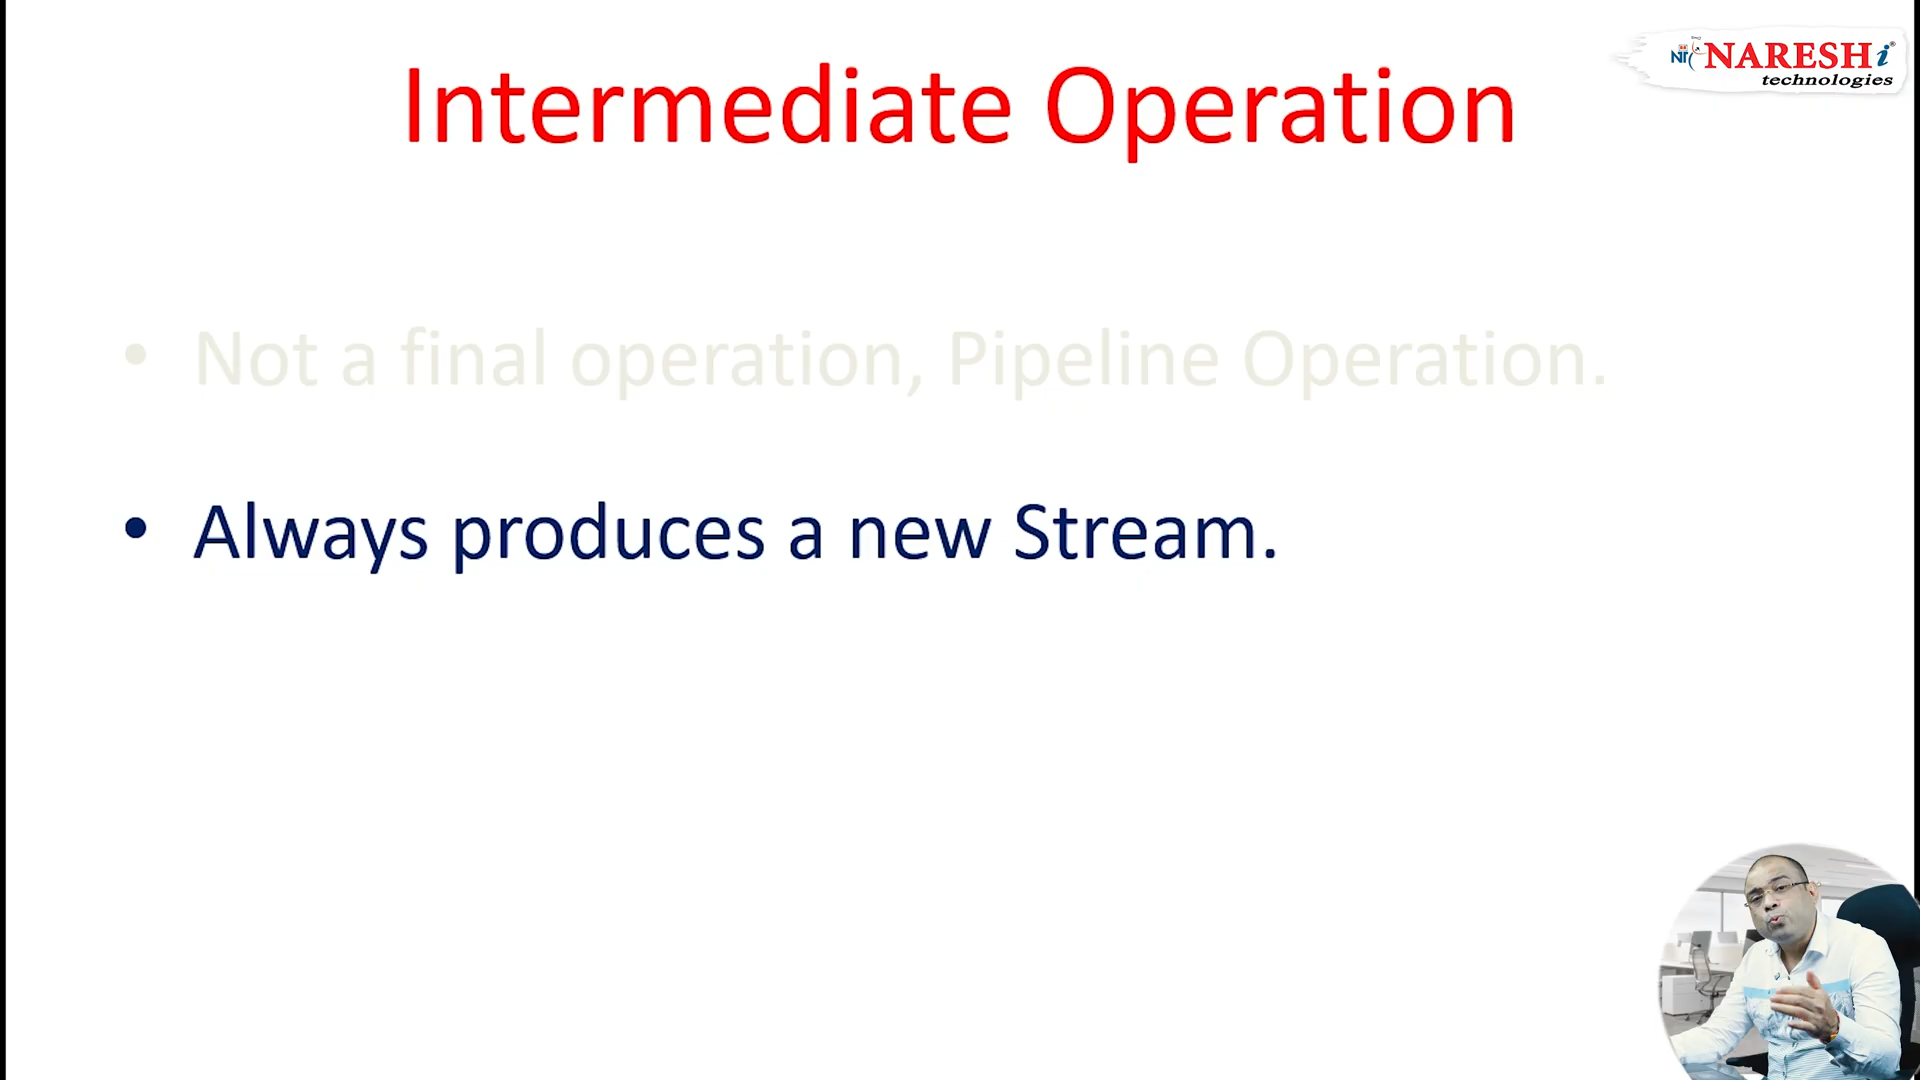 NARESH i
technologies
Intermediate Operation
• Not a final operation, Pipeline Operation.
• Always produces a new Stream.